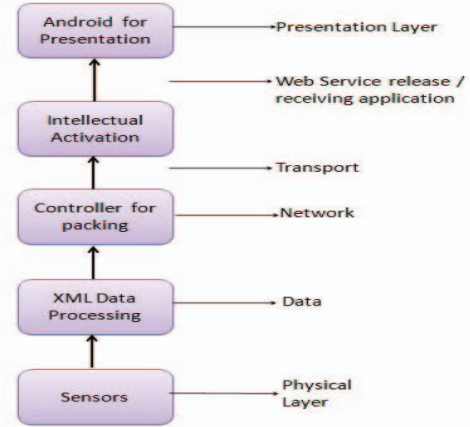 Android for
Presentation
Presentation Layer
Web Service release /
receiving application
Intellectual
Activation
Transport
Controller for
packing
Network
XML Data
Processing
Data
Sensors
Physical
Layer